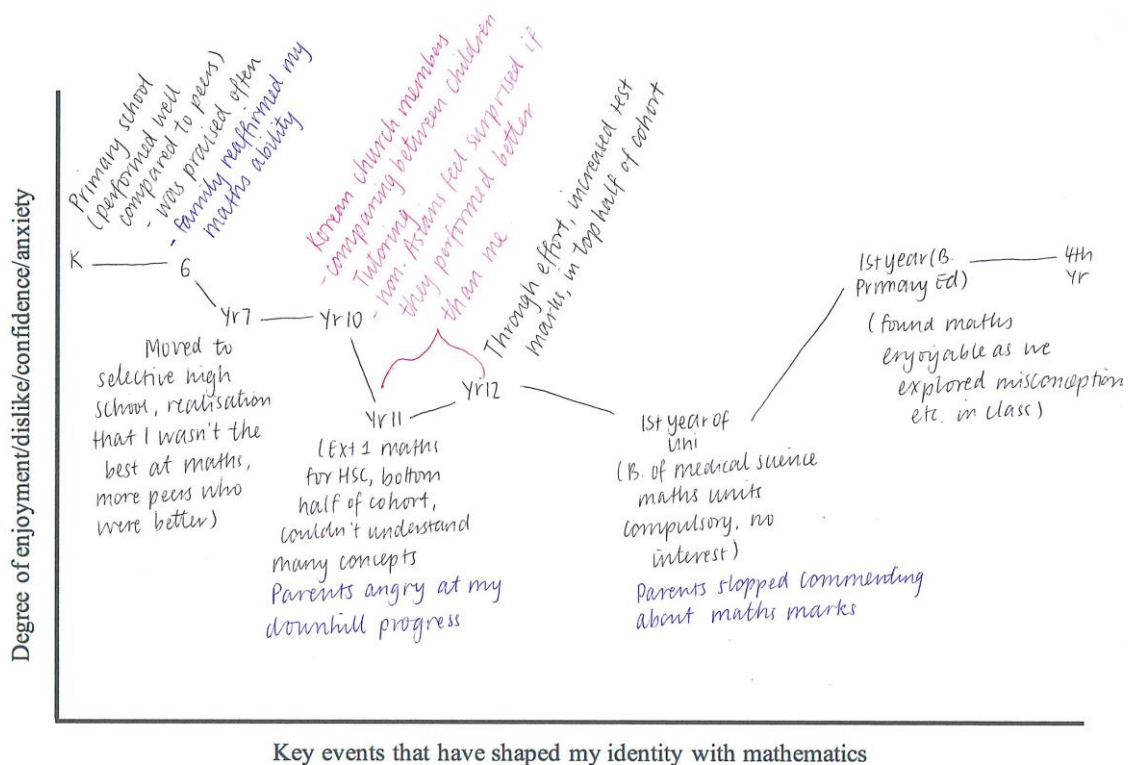 Degree of enjoyment/dislike/confidence/anxiety
Primary school
(performed well
compared to peers)
- was praised often
- family reaffirmed my
maths ability
K
6
Yr7
Moved to
selective high
school, realisation
that I wasn't the
best at maths,
more peers who
were better)
Yr10
Korean church members
- comparing between children
Tutoring
- non-Asians feel surprised if
they performed better
than me
Yr11
(Ext 1 maths
for HSC, bottom
half of cohort,
couldn't understand
many concepts
Parents angry at my
downhill progress
Yr12
Through effort, increased test
marks, in top half of cohort
1st year of
uni
(B. of medical science
maths units
compulsory, no
interest)
Parents stopped commenting
about maths marks
1st year (B.
Primary Ed)
(found maths
enjoyable as we
explored misconception
etc. in class)
4th
Yr
Key events that have shaped my identity with mathematics